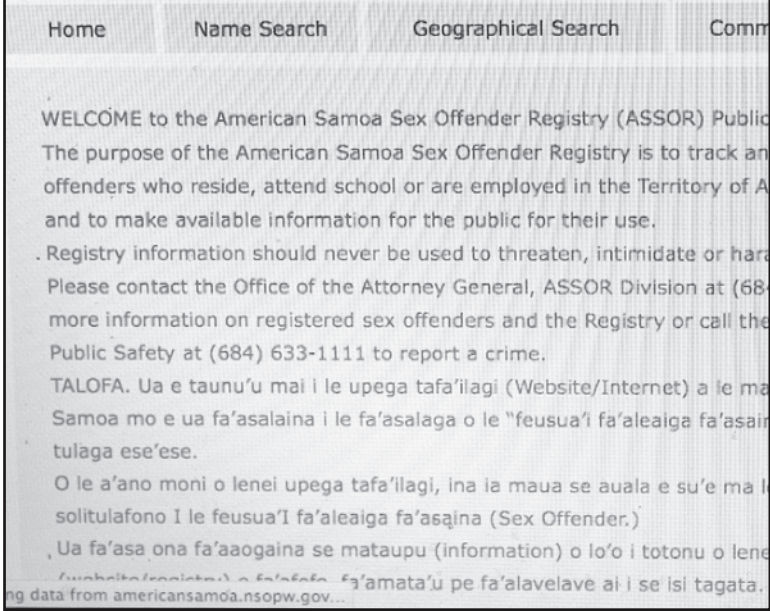 Home Name Search Geographical Search Comm
WELCOME to the American Samoa Sex Offender Registry (ASSOR) Public
The purpose of the American Samoa Sex Offender Registry is to track an
offenders who reside, attend school or are employed in the Territory of A
and to make available information for the public for their use.
Registry information should never be used to threaten, intimidate or hara
Please contact the Office of the Attorney General, ASSOR Division at (68
more information on registered sex offenders and the Registry or call the
Public Safety at (684) 633-1111 to report a crime.
TALOFA. Ua e taunu'u mai i le upega tafa'ilagi (Website/Internet) a le ma
Samoa mo e ua fa'asalaina i le fa'asalaga o le "feusua'i fa'aleaiga fa'asain
tulaga ese'ese.
O le a'ano moni o lenei upega tafa'ilagi, ina ia maua se auala e su'e ma l
solitulafono I le feusua'I fa'aleaiga fa'asaina (Sex Offender.)
Ua fa'asa ona fa'aaogaina se mataupu (information) o lo'o i totonu o lene
fa'amata'u pe fa'alavelave ai i se isi tagata.
ng data from americansamoa.nsopw.gov...